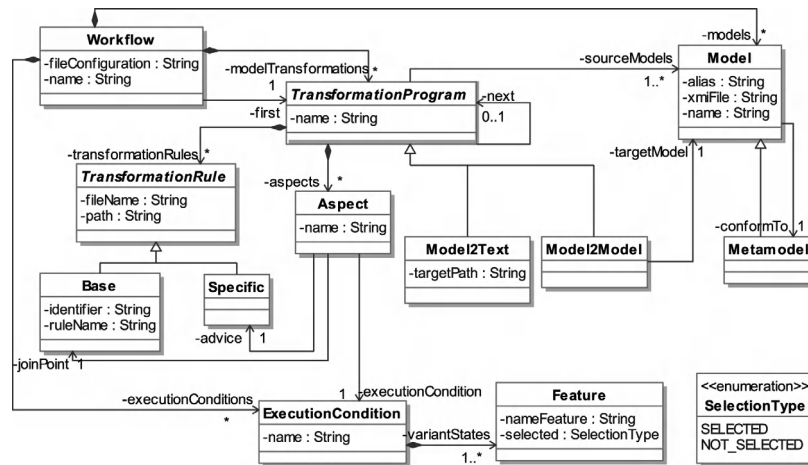 Workflow
-fileConfiguration : String
-name : String
-models
*
Model
-alias : String
-xmiFile : String
-name : String
-modelTransformations
*
-sourceModels
1..*
1
-first
TransformationProgram
-name : String
-next
0..1
-transformationRules
*
TransformationRule
-fileName : String
-path : String
-aspects
*
Aspect
-name : String
-targetModel
1
Model2Text
-targetPath : String
Model2Model
-conformTo
1
Metamodel
Base
-identifier : String
-ruleName : String
Specific
-advice
1
-joinPoint
1
-executionConditions
*
1
-executionCondition
ExecutionCondition
-name : String
-variantStates
1..*
Feature
-nameFeature : String
-selected : SelectionType
<<enumeration>>
SelectionType
SELECTED
NOT_SELECTED